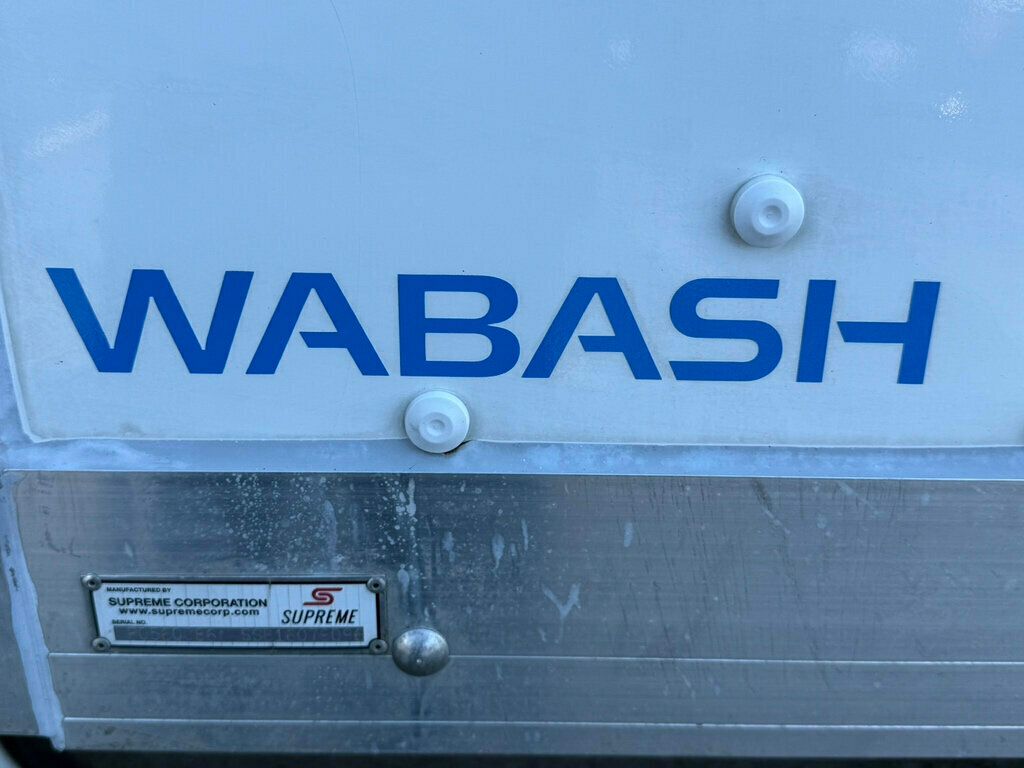 WABASH
MANUFACTURED BY
SUPREME CORPORATION
www.supremecorp.com
SERIAL NO.
SUPREME